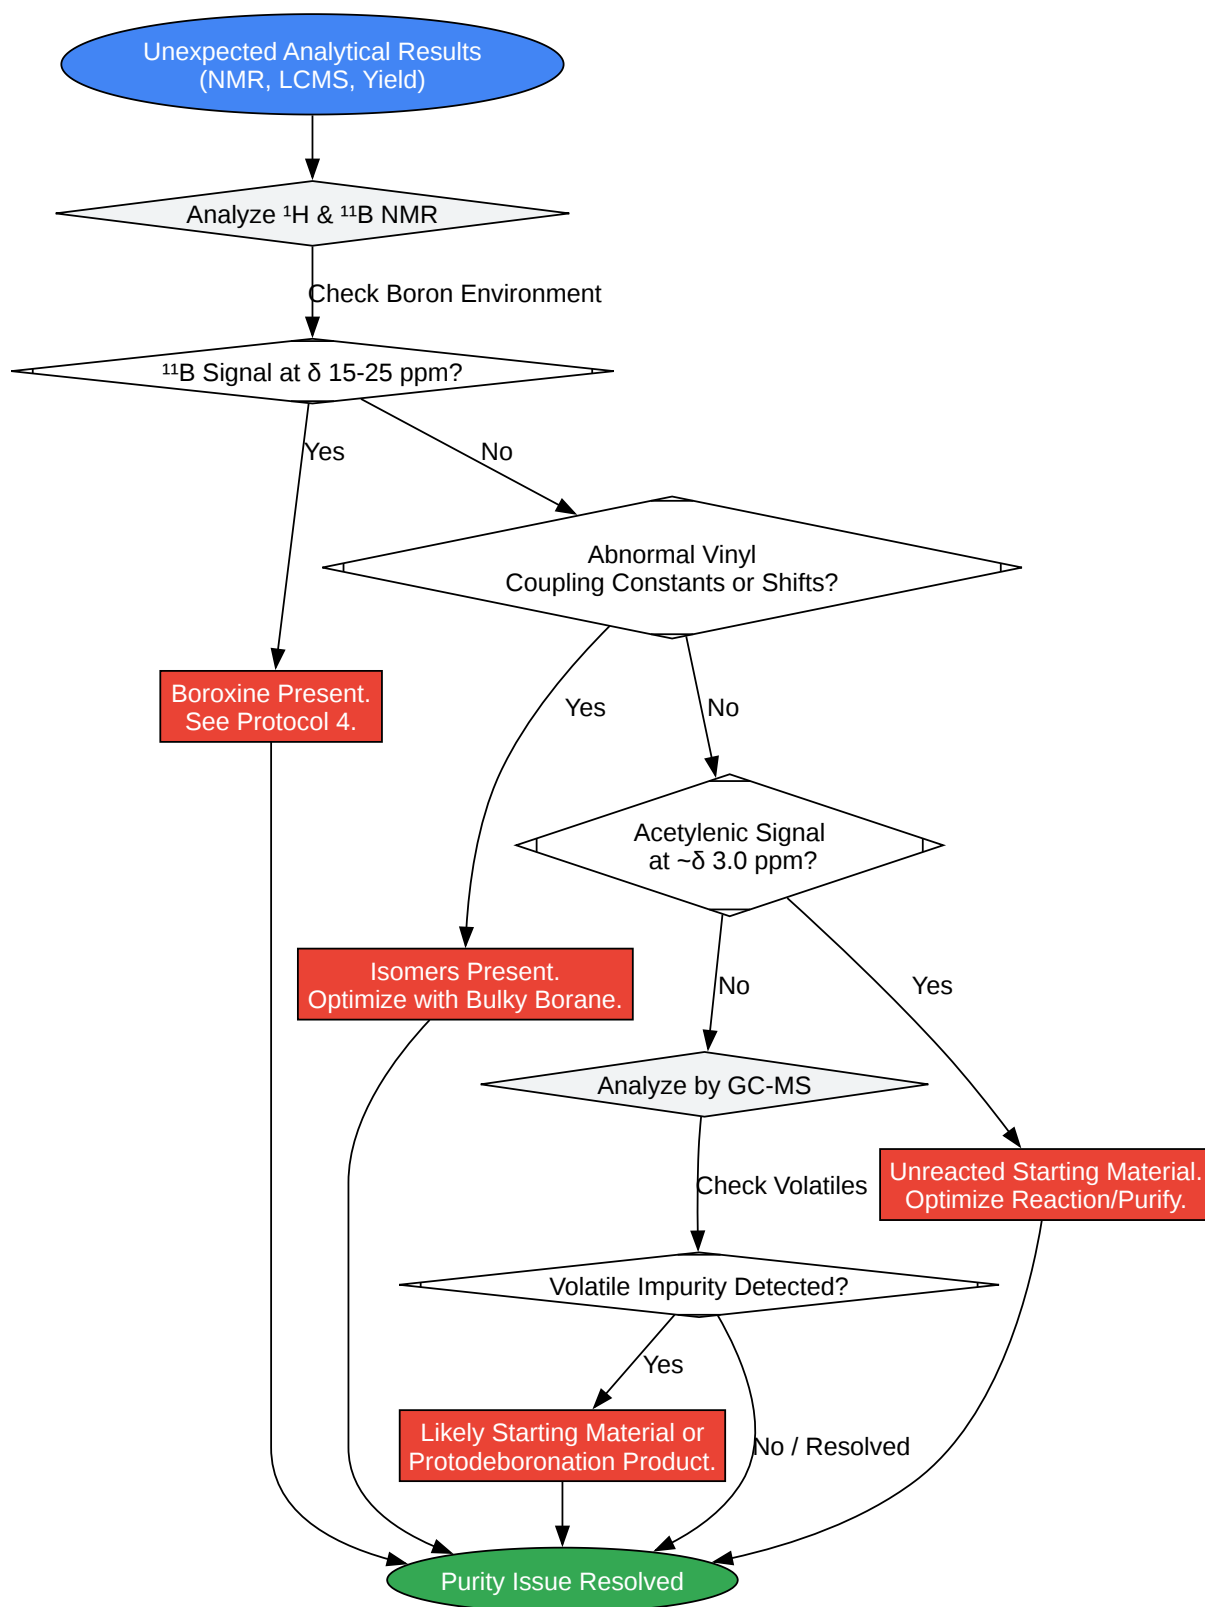 Unexpected Analytical Results
(NMR, LCMS, Yield)
Analyze ¹H & ¹¹B NMR
Check Boron Environment
¹¹B Signal at δ 15-25 ppm?
Yes
No
Abnormal Vinyl
Coupling Constants or Shifts?
Boroxine Present.
See Protocol 4.
Yes
No
Acetylenic Signal
at ~δ 3.0 ppm?
Isomers Present.
Optimize with Bulky Borane.
No
Yes
Analyze by GC-MS
Check Volatiles
Unreacted Starting Material.
Optimize Reaction/Purify.
Volatile Impurity Detected?
Yes
Likely Starting Material or
Protodeboronation Product.
No / Resolved
Purity Issue Resolved